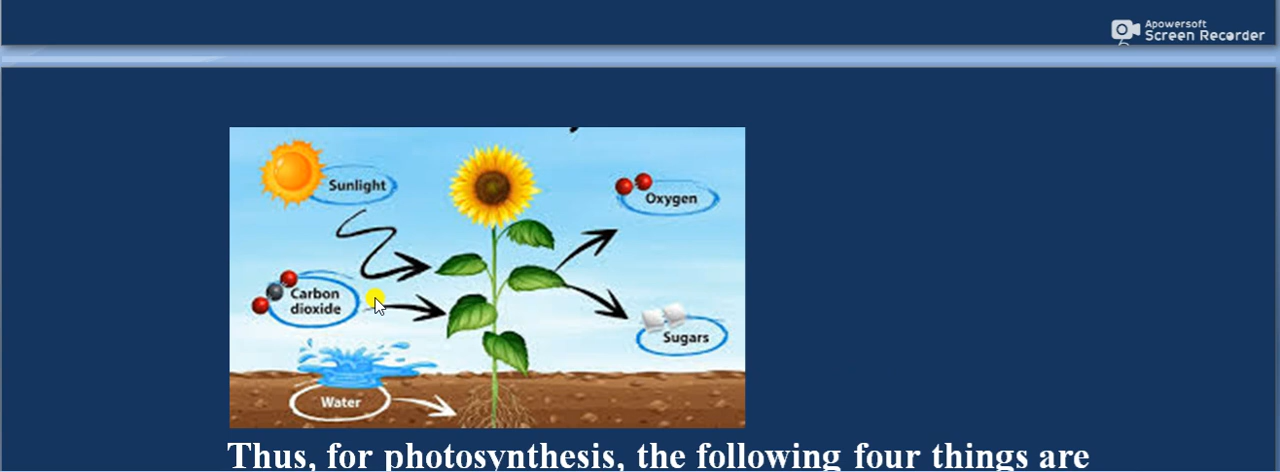 Apowersoft
Screen Recorder
Sunlight
Oxygen
Carbon
dioxide
Sugars
Water
Thus, for photosynthesis, the following four things are